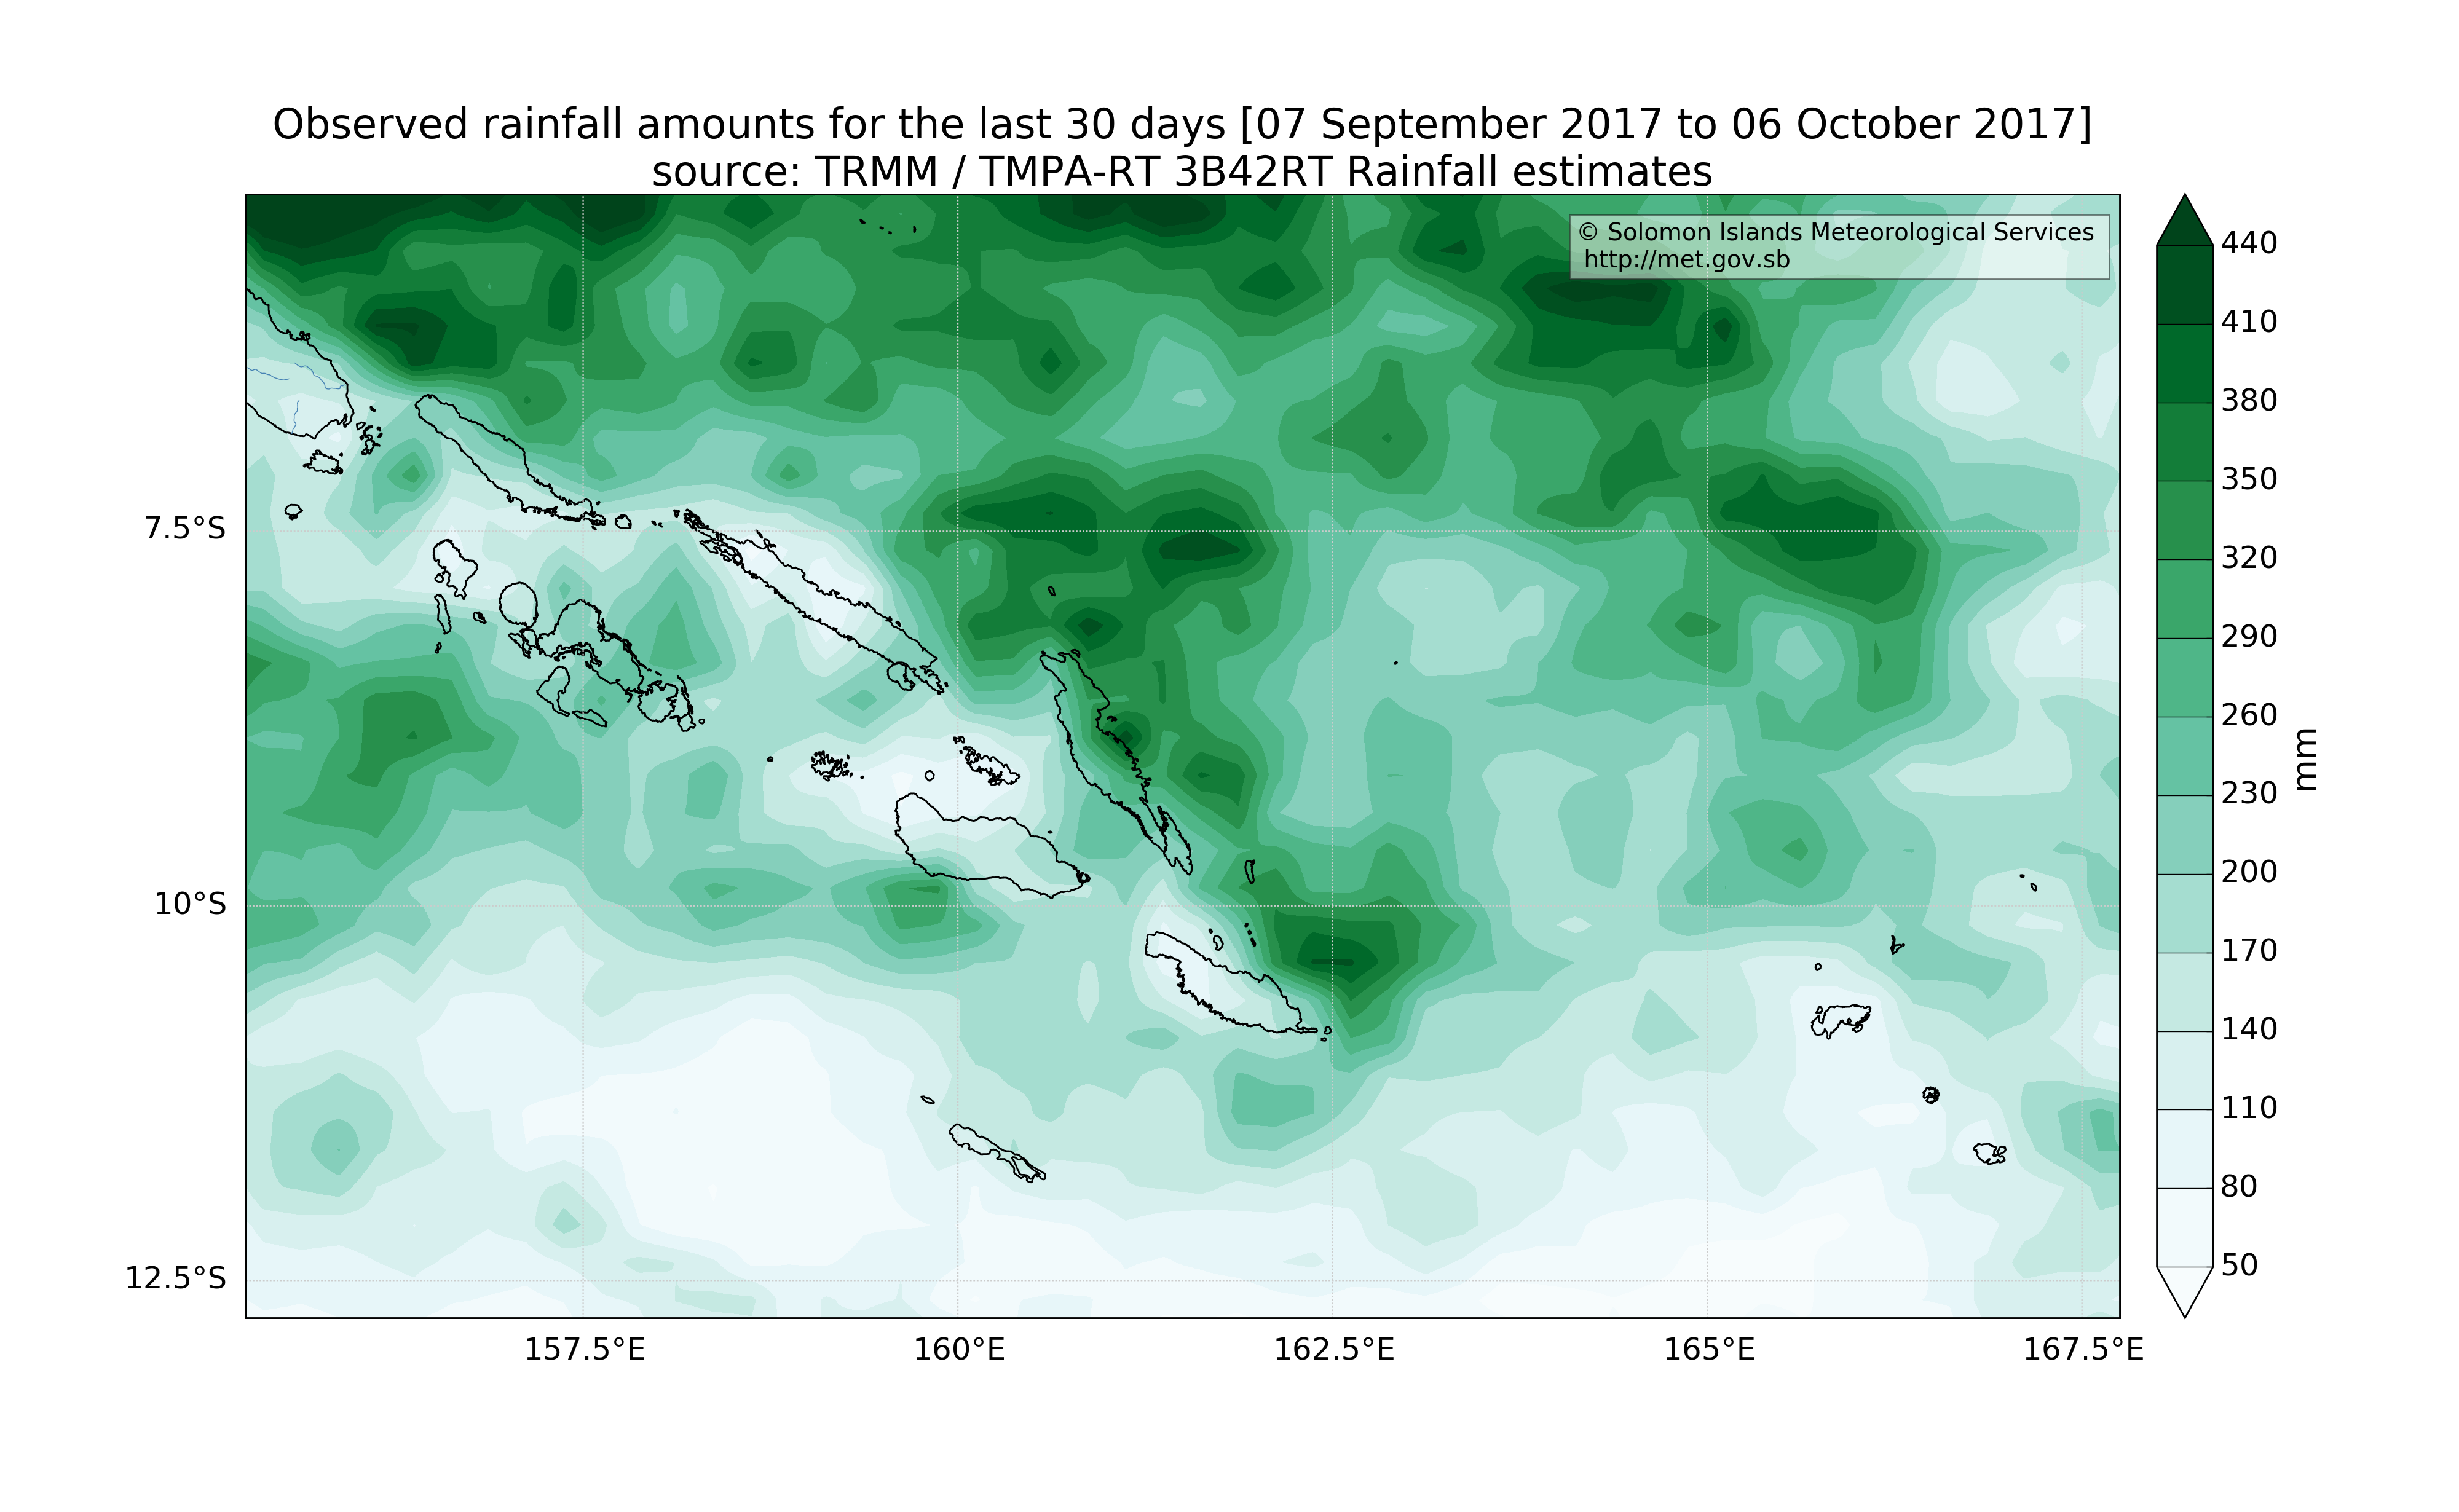 Observed rainfall amounts for the last 30 days [07 September 2017 to 06 October 2017]
source: TRMM / TMPA-RT 3B42RT Rainfall estimates
© Solomon Islands Meteorological Services
http://met.gov.sb
440
410
380
350
320
290
260
230
200
170
140
110
80
50
mm
7.5°S
10°S
12.5°S
157.5°E
160°E
162.5°E
165°E
167.5°E